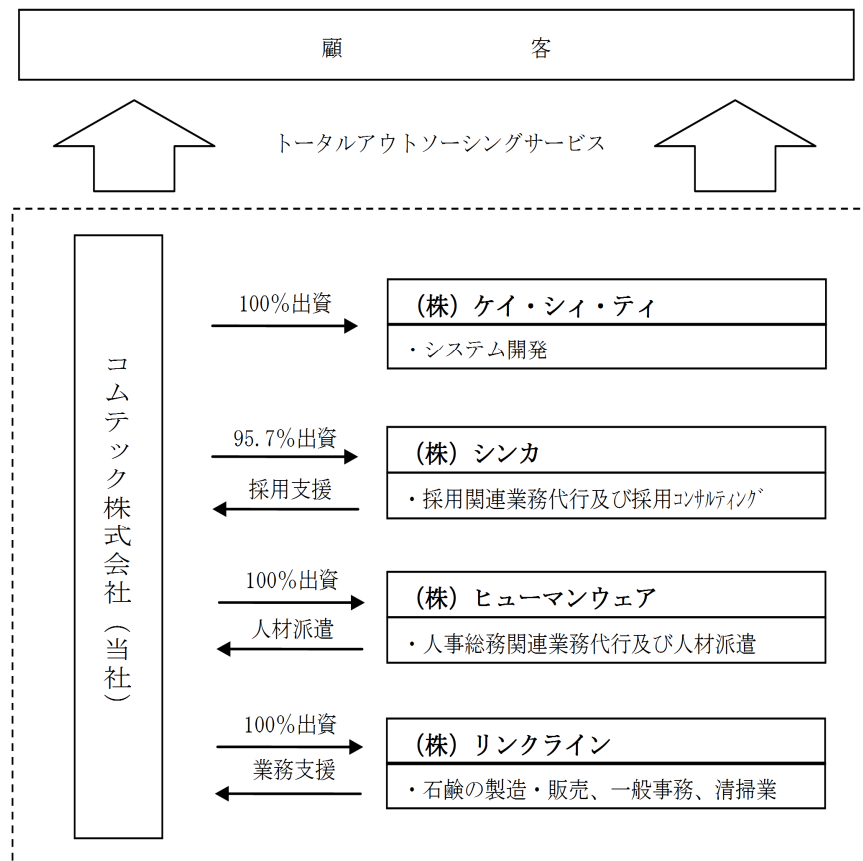 顧　　　　　客
トータルアウトソーシングサービス
コムテック株式会社（当社）
100％出資
（株）ケイ・シィ・ティ
・システム開発
95.7％出資
採用支援
（株）シンカ
・採用関連業務代行及び採用ｺﾝｻﾙﾃｨﾝｸﾞ
100％出資
人材派遣
（株）ヒューマンウェア
・人事総務関連業務代行及び人材派遣
100％出資
業務支援
（株）リンクライン
・石鹸の製造・販売、一般事務、清掃業